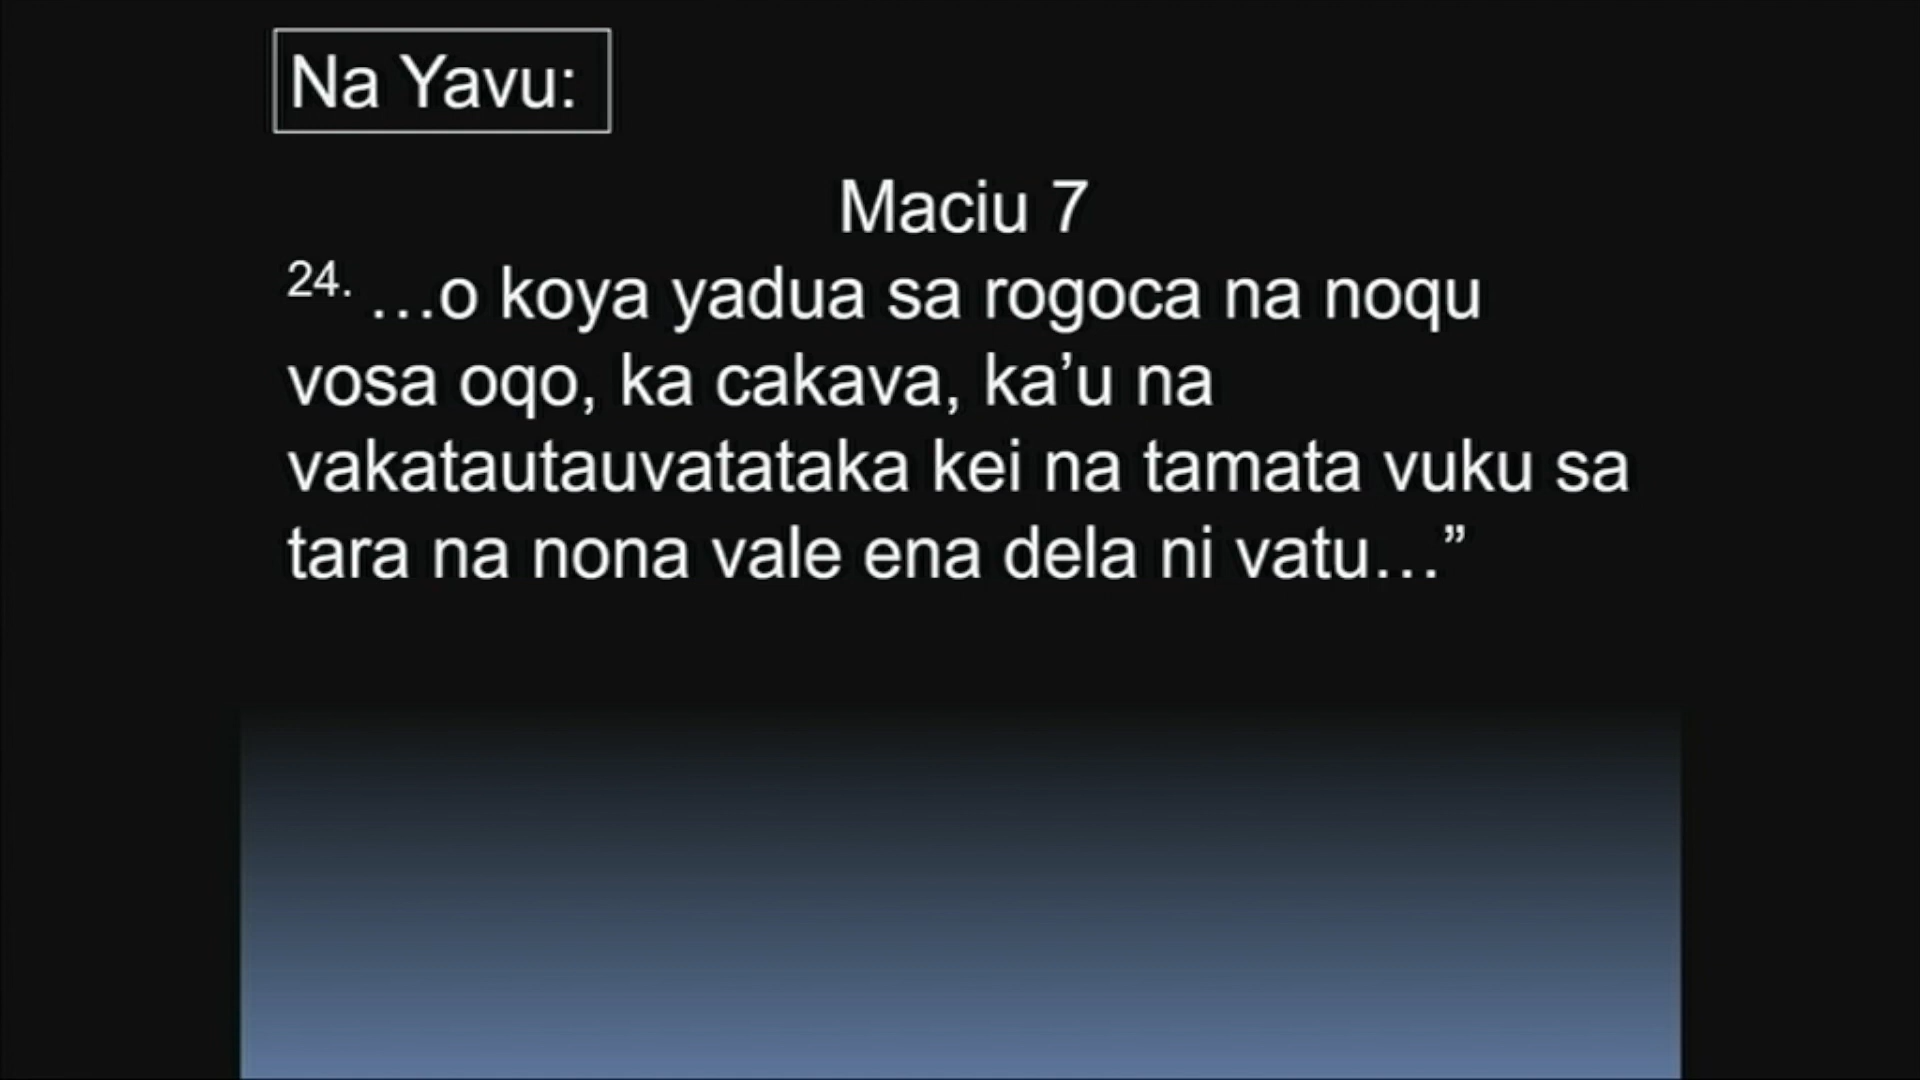 Na Yavu:
Maciu 7
24. …o koya yadua sa rogoca na noqu
vosa oqo, ka cakava, ka’u na
vakatautauvatataka kei na tamata vuku sa
tara na nona vale ena dela ni vatu…”